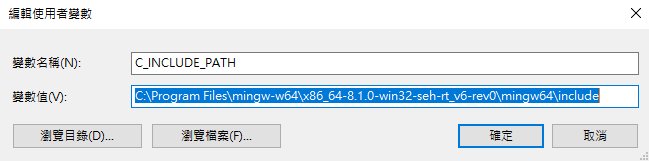 編輯使用者變數
變數名稱(N):
C_INCLUDE_PATH
變數值(V):
C:\Program Files\mingw-w64\x86_64-8.1.0-win32-seh-rt_v6-rev0\mingw64\include
瀏覽目錄(D)...
瀏覽檔案(F)...
確定
取消